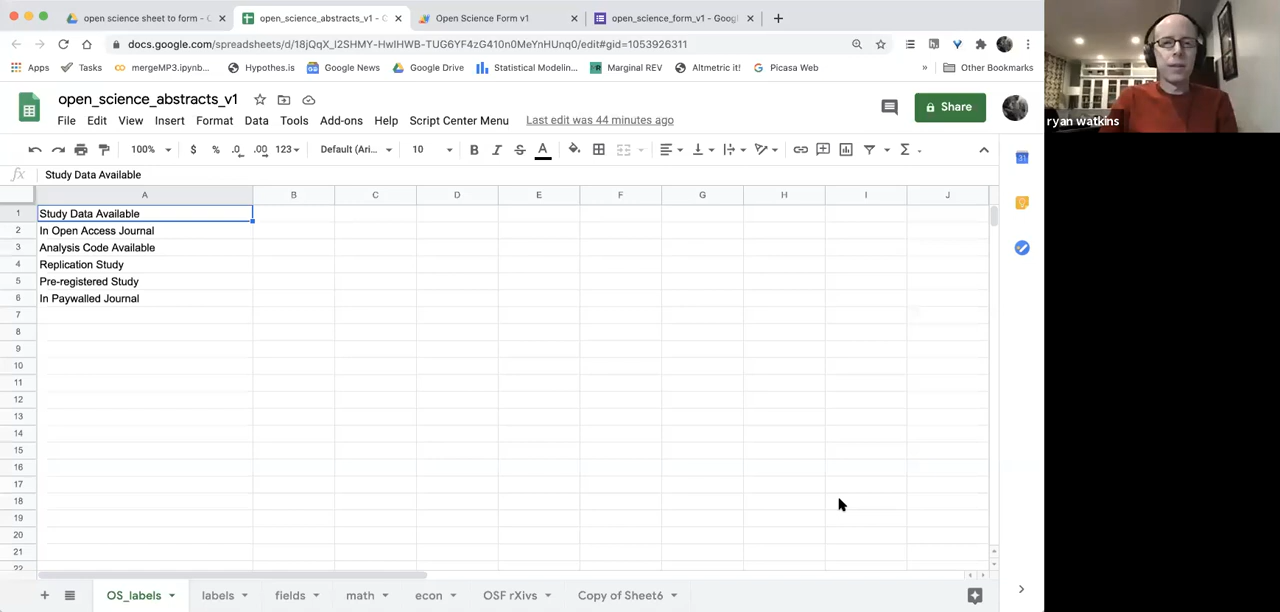 open science sheet to form - C
open_science_abstracts_v1 - G
Open Science Form v1
open_science_form_v1 - Googl
docs.google.com/spreadsheets/d/18jQqX_I2SHMY-HwIHWB-TUG6YF4zG410n0MeYnHUnq0/edit#gid=1053926311
Apps
Tasks
mergeMP3.ipynb...
Hypothes.is
Google News
Google Drive
Statistical Modelin...
Marginal REV
Altmetric it!
Picasa Web
»
Other Bookmarks
ryan watkins
open_science_abstracts_v1
File Edit View Insert Format Data Tools Add-ons Help Script Center Menu Last edit was 44 minutes ago
Share
100% $ % .0 .00 123 Default (Ari... 10 B I S A Σ
fx Study Data Available
A B C D E F G H I J
1 Study Data Available
2 In Open Access Journal
3 Analysis Code Available
4 Replication Study
5 Pre-registered Study
6 In Paywalled Journal
7
8
9
10
11
12
13
14
15
16
17
18
19
20
21
22
31
OS_labels labels fields math econ OSF rXivs Copy of Sheet6